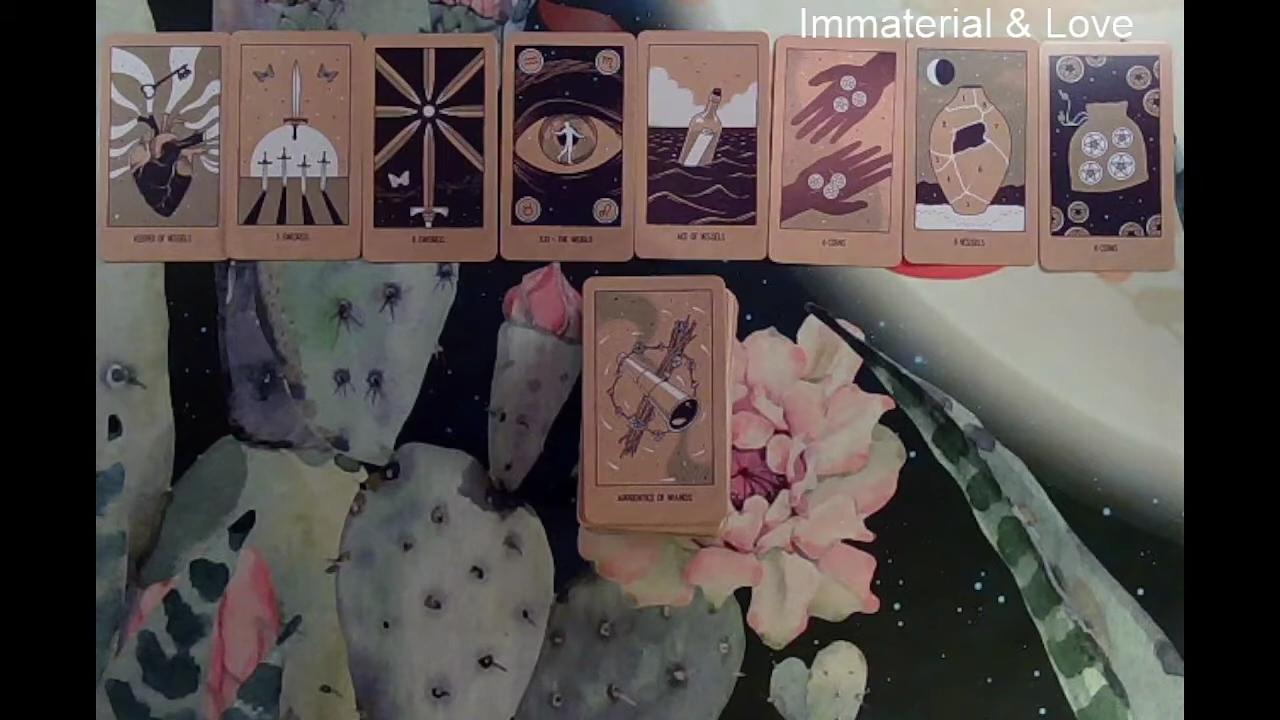 Immaterial & Love
KEEPER OF VESSELS
5 SWORDS
8 SWORDS
XXI - THE WORLD
ACE OF VESSELS
6 COINS
8 VESSELS
4 COINS
APPRENTICE OF WANDS